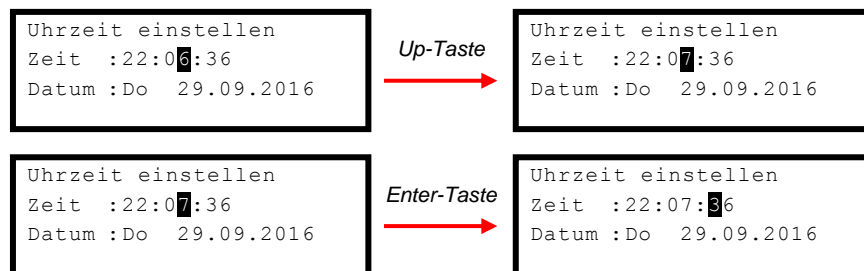 Uhrzeit einstellen
Zeit :22:06:36
Datum :Do 29.09.2016
Up-Taste
Uhrzeit einstellen
Zeit :22:07:36
Datum :Do 29.09.2016
Uhrzeit einstellen
Zeit :22:07:36
Datum :Do 29.09.2016
Enter-Taste
Uhrzeit einstellen
Zeit :22:07:36
Datum :Do 29.09.2016